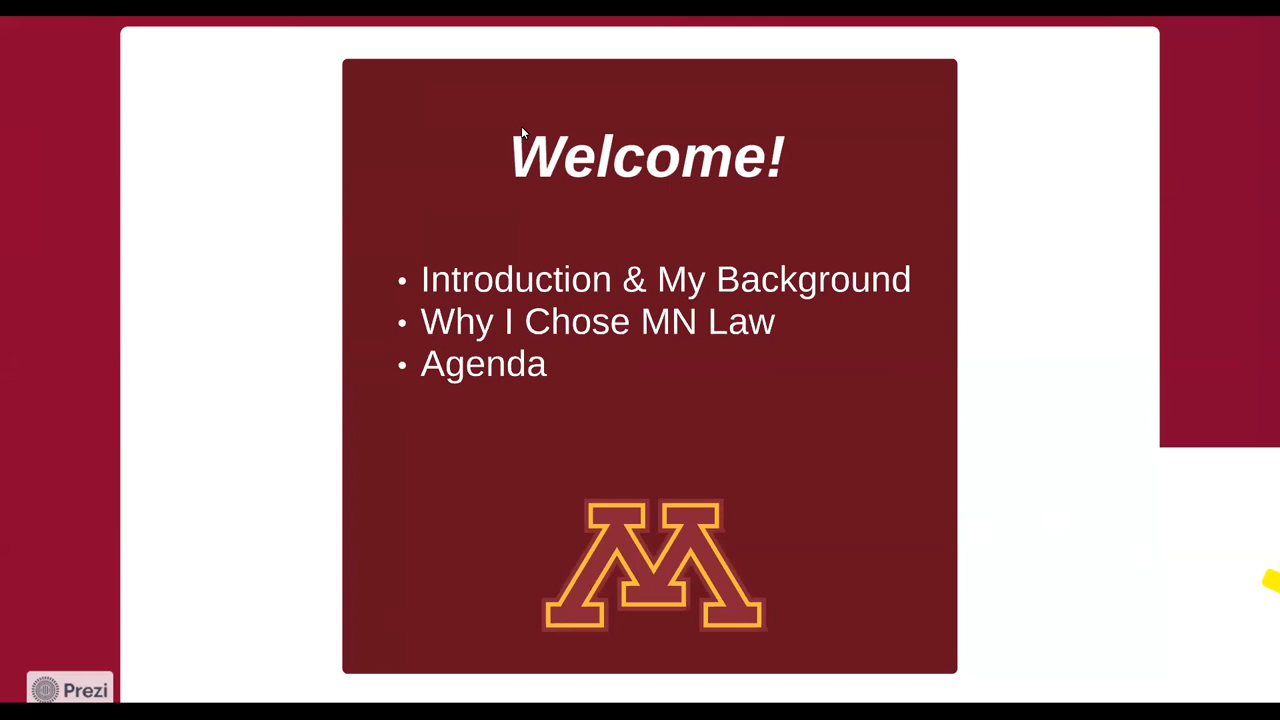 Welcome!
• Introduction & My Background
• Why I Chose MN Law
• Agenda
M
Prezi